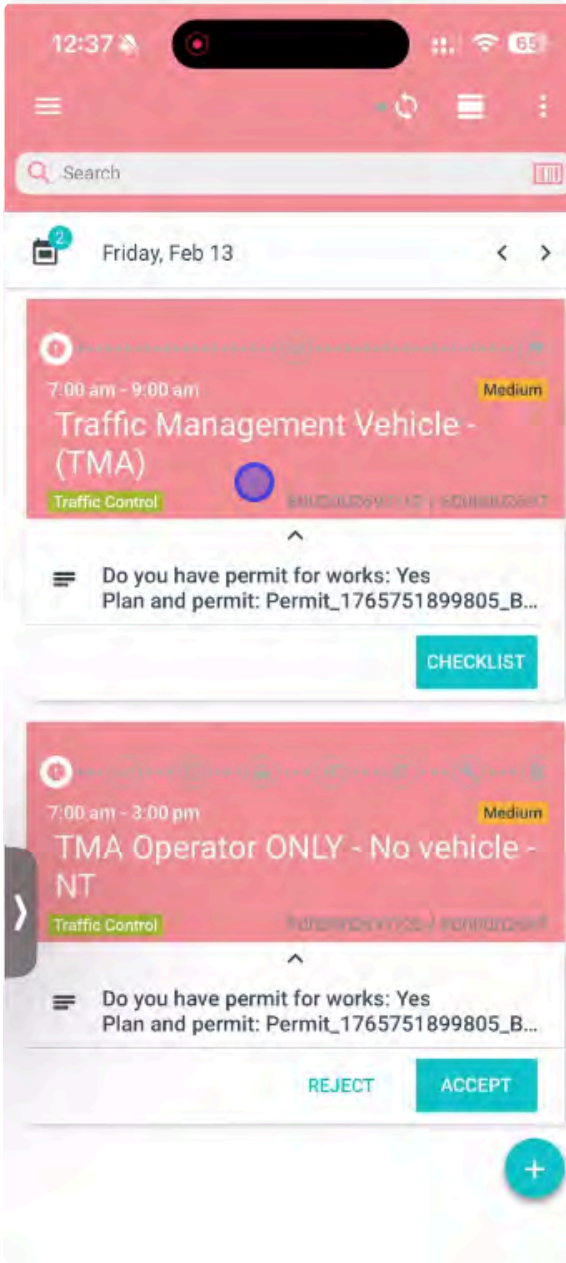 12:37
65
Search
2
Friday, Feb 13
7:00 am - 9:00 am
Medium
Traffic Management Vehicle -
(TMA)
Traffic Control
Do you have permit for works: Yes
Plan and permit: Permit_1765751899805_B...
CHECKLIST
7:00 am - 3:00 pm
Medium
TMA Operator ONLY - No vehicle -
NT
Traffic Control
Do you have permit for works: Yes
Plan and permit: Permit_1765751899805_B...
REJECT
ACCEPT